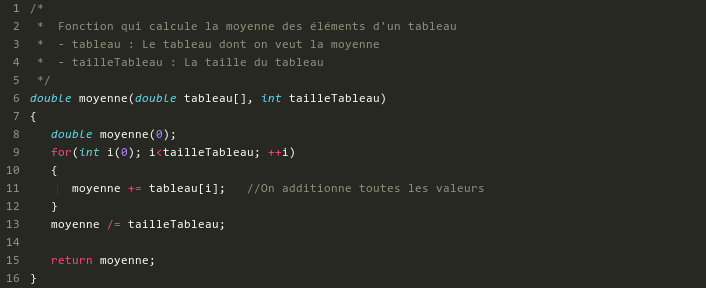 1 /*
2  *  Fonction qui calcule la moyenne des éléments d'un tableau
3  *  - tableau : Le tableau dont on veut la moyenne
4  *  - tailleTableau : La taille du tableau
5  */
6 double moyenne(double tableau[], int tailleTableau)
7 {
8    double moyenne(0);
9    for(int i(0); i<tailleTableau; ++i)
10    {
11       moyenne += tableau[i];   //On additionne toutes les valeurs
12    }
13    moyenne /= tailleTableau;
14
15    return moyenne;
16 }